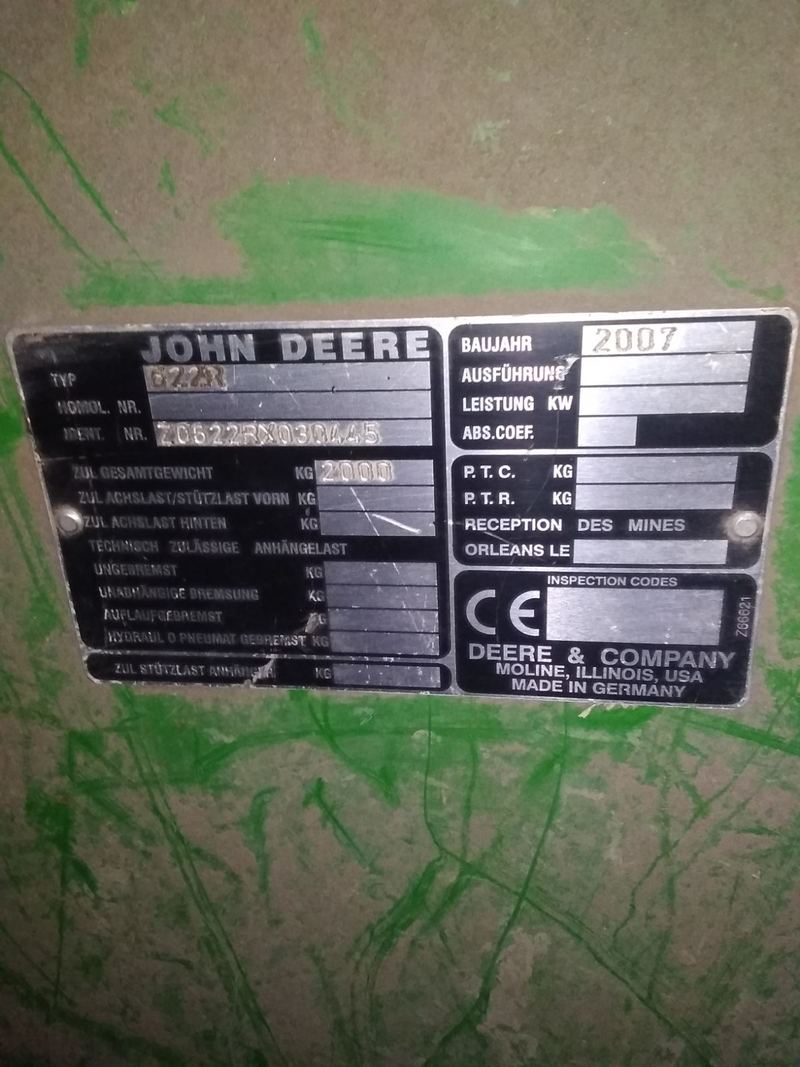 JOHN DEERE
TYP 622R
HOMOL. NR.
IDENT. NR. Z0622RX030445
ZUL GESAMTGEWICHT KG 2000
ZUL ACHSLAST/STÜTZLAST VORN KG
ZUL ACHSLAST HINTEN KG
TECHNISCH ZULÄSSIGE ANHÄNGELAST
UNGEBREMST KG
UNABHÄNGIGE BREMSUNG KG
AUFLAUFGEBREMST KG
HYDRAUL O PNEUMAT GEBREMST KG
ZUL STÜTZLAST ANHÄNGER KG
BAUJAHR 2007
AUSFÜHRUNG
LEISTUNG KW
ABS.COEF.
P.T.C. KG
P.T.R. KG
RECEPTION DES MINES
ORLEANS LE
INSPECTION CODES
CE
Z66621
DEERE & COMPANY
MOLINE, ILLINOIS, USA
MADE IN GERMANY